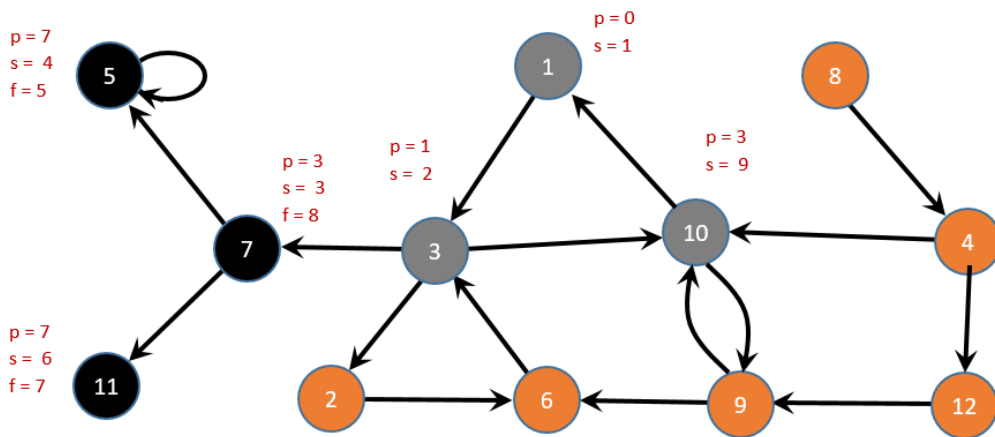 p = 0
s = 1
p = 7
s = 4
f = 5
5
1
8
p = 1
s = 2
p = 3
s = 9
p = 3
s = 3
f = 8
7
3
10
4
p = 7
s = 6
f = 7
11
2
6
9
12